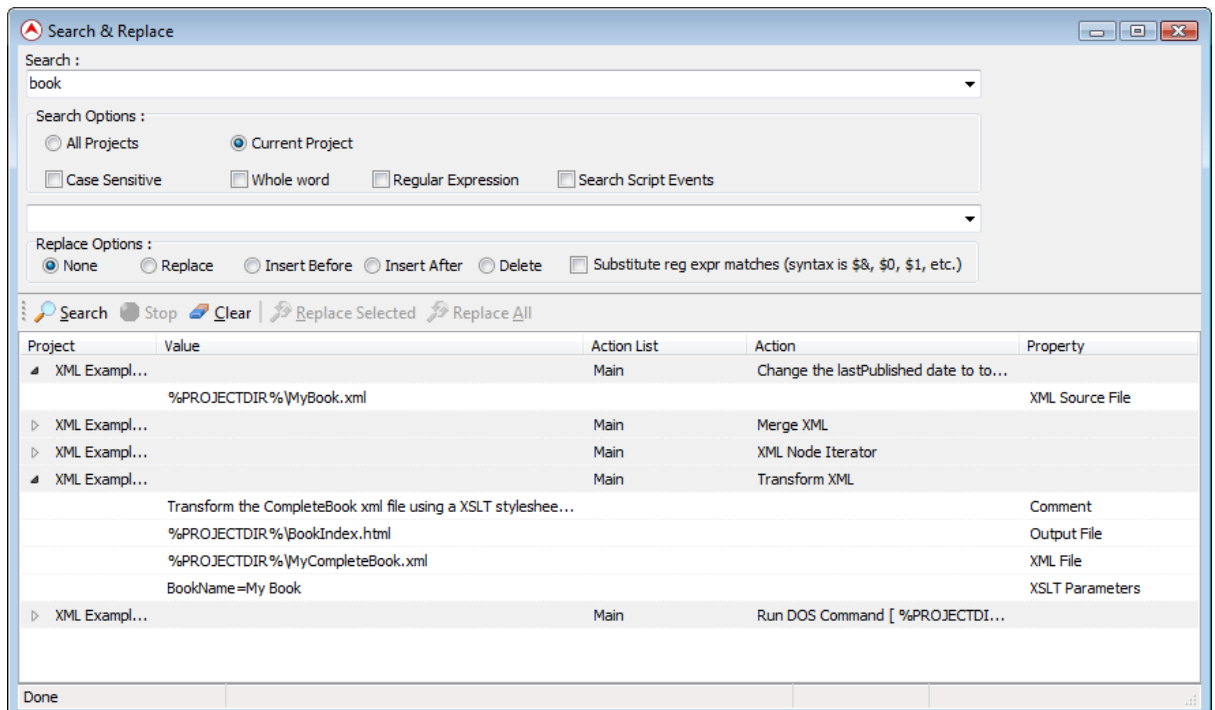 Search & Replace
Search :
book
Search Options :
All Projects Current Project
Case Sensitive Whole word Regular Expression Search Script Events
Replace Options :
None Replace Insert Before Insert After Delete Substitute reg expr matches (syntax is $&, $0, $1, etc.)
Search Stop Clear Replace Selected Replace All
Project Value Action List Action Property
XML Exampl... Main Change the lastPublished date to to...
%PROJECTDIR%\MyBook.xml XML Source File
XML Exampl... Main Merge XML
XML Exampl... Main XML Node Iterator
XML Exampl... Main Transform XML
Transform the CompleteBook xml file using a XSLT styleshee... Comment
%PROJECTDIR%\BookIndex.html Output File
%PROJECTDIR%\MyCompleteBook.xml XML File
BookName=My Book XSLT Parameters
XML Exampl... Main Run DOS Command [ %PROJECTDI...
Done